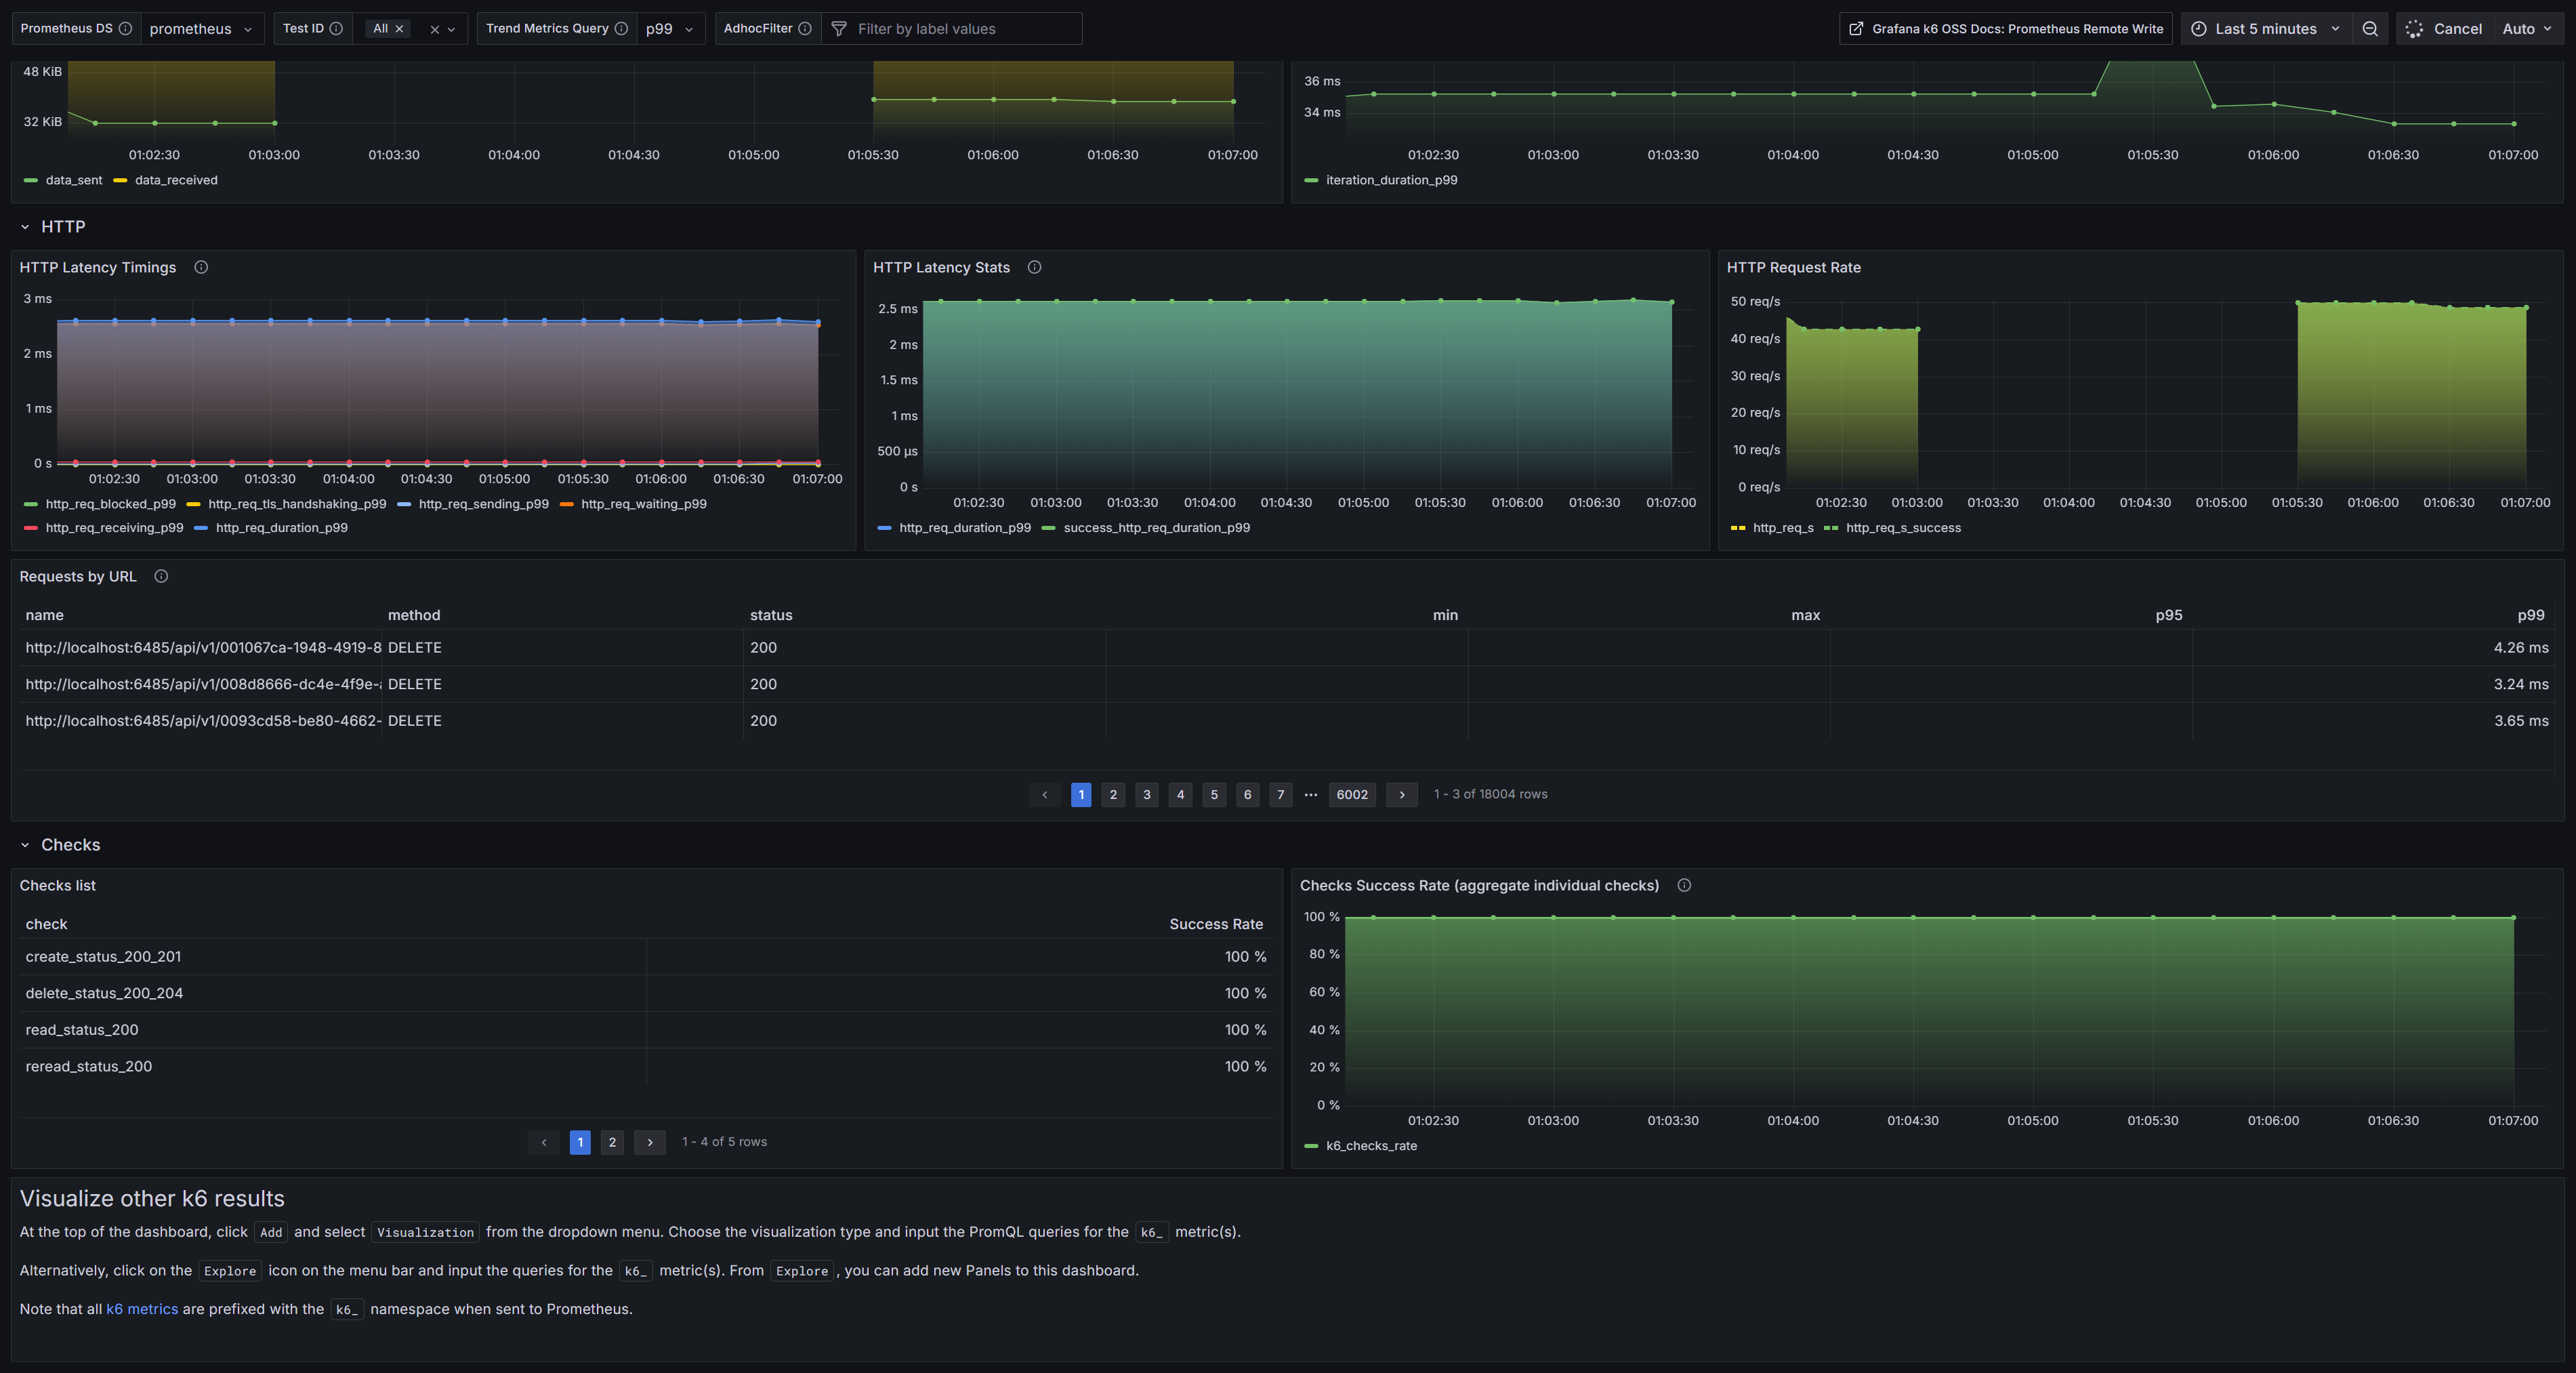 Prometheus DS prometheus Test ID All Trend Metrics Query p99 AdhocFilter Filter by label values Grafana k6 OSS Docs: Prometheus Remote Write Last 5 minutes Cancel Auto
48 KiB
32 KiB
01:02:30 01:03:00 01:03:30 01:04:00 01:04:30 01:05:00 01:05:30 01:06:00 01:06:30 01:07:00
data_sent data_received
36 ms
34 ms
01:02:30 01:03:00 01:03:30 01:04:00 01:04:30 01:05:00 01:05:30 01:06:00 01:06:30 01:07:00
iteration_duration_p99
HTTP
HTTP Latency Timings
3 ms
2 ms
1 ms
0 s
01:02:30 01:03:00 01:03:30 01:04:00 01:04:30 01:05:00 01:05:30 01:06:00 01:06:30 01:07:00
http_req_blocked_p99 http_req_tls_handshaking_p99 http_req_sending_p99 http_req_waiting_p99
http_req_receiving_p99 http_req_duration_p99
HTTP Latency Stats
2.5 ms
2 ms
1.5 ms
1 ms
500 µs
0 s
01:02:30 01:03:00 01:03:30 01:04:00 01:04:30 01:05:00 01:05:30 01:06:00 01:06:30 01:07:00
http_req_duration_p99 success_http_req_duration_p99
HTTP Request Rate
50 req/s
40 req/s
30 req/s
20 req/s
10 req/s
0 req/s
01:02:30 01:03:00 01:03:30 01:04:00 01:04:30 01:05:00 01:05:30 01:06:00 01:06:30 01:07:00
http_req_s http_req_s_success
Requests by URL
name method status min max p95 p99
http://localhost:6485/api/v1/001067ca-1948-4919-8 DELETE 200 4.26 ms
http://localhost:6485/api/v1/008d8666-dc4e-4f9e- DELETE 200 3.24 ms
http://localhost:6485/api/v1/0093cd58-be80-4662- DELETE 200 3.65 ms
1 2 3 4 5 6 7 ... 6002 1 - 3 of 18004 rows
Checks
Checks list
check Success Rate
create_status_200_201 100 %
delete_status_200_204 100 %
read_status_200 100 %
reread_status_200 100 %
1 2 1 - 4 of 5 rows
Checks Success Rate (aggregate individual checks)
100 %
80 %
60 %
40 %
20 %
0 %
01:02:30 01:03:00 01:03:30 01:04:00 01:04:30 01:05:00 01:05:30 01:06:00 01:06:30 01:07:00
k6_checks_rate
Visualize other k6 results
At the top of the dashboard, click Add and select Visualization from the dropdown menu. Choose the visualization type and input the PromQL queries for the k6_ metric(s).
Alternatively, click on the Explore icon on the menu bar and input the queries for the k6_ metric(s). From Explore, you can add new Panels to this dashboard.
Note that all k6 metrics are prefixed with the k6_ namespace when sent to Prometheus.